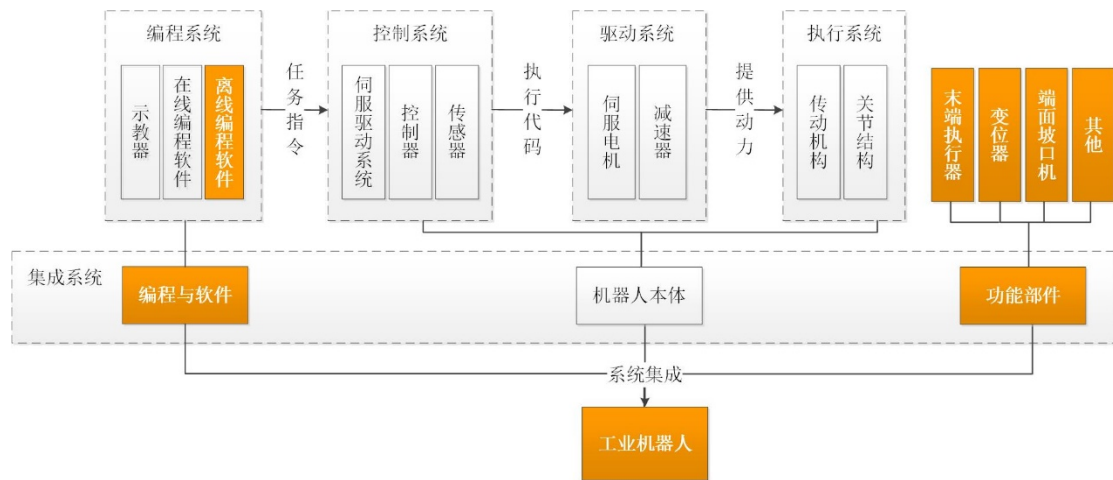 编程系统
控制系统
驱动系统
执行系统
示教器
在线编程软件
离线编程软件
任务指令
伺服驱动系统
控制器
传感器
执行代码
伺服电机
减速器
提供动力
传动机构
关节结构
末端执行器
变位器
端面坡口机
其他
集成系统
编程与软件
机器人本体
功能部件
系统集成
工业机器人